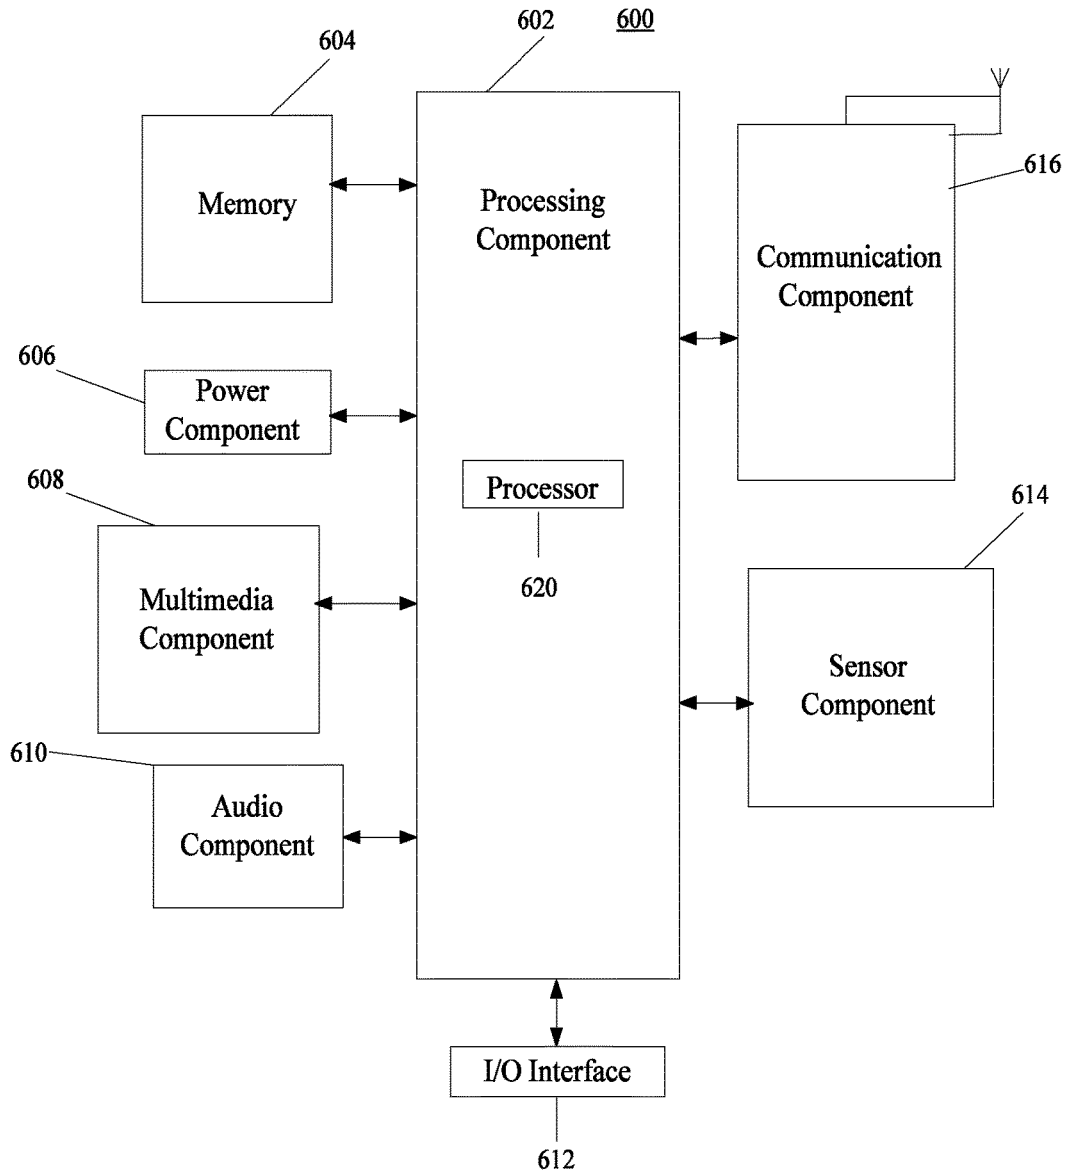 602
600
604
616
Memory
Processing
Component
Communication
Component
606
Power
Component
608
Processor
614
620
Multimedia
Component
Sensor
Component
610
Audio
Component
I/O Interface
612